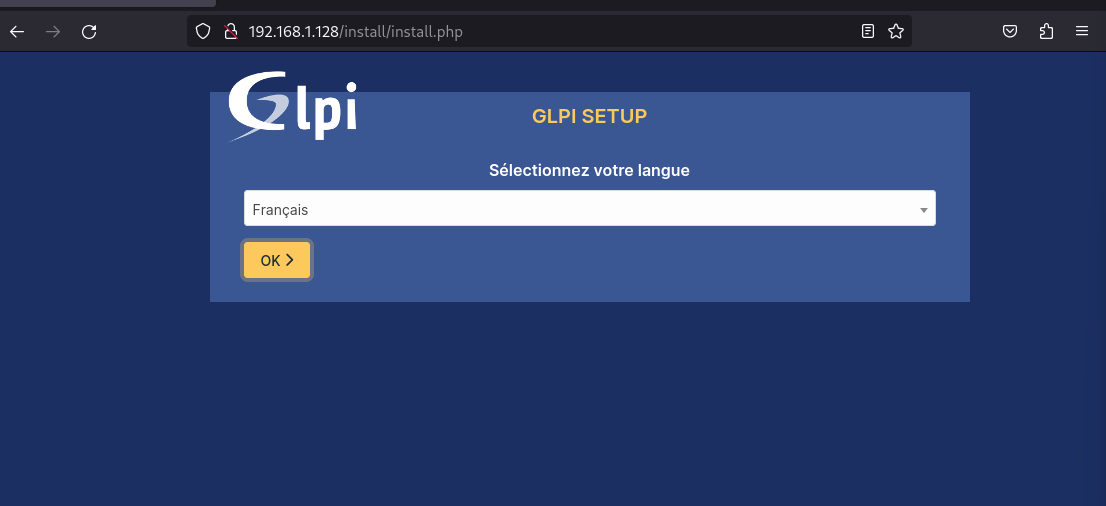 192.168.1.128/install/install.php
Glpi
GLPI SETUP
Sélectionnez votre langue
Français
OK